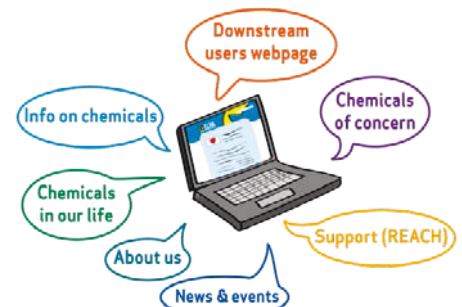 Downstream
users webpage
Info on chemicals
Chemicals
of concern
Chemicals
in our life
Support (REACH)
About us
News & events